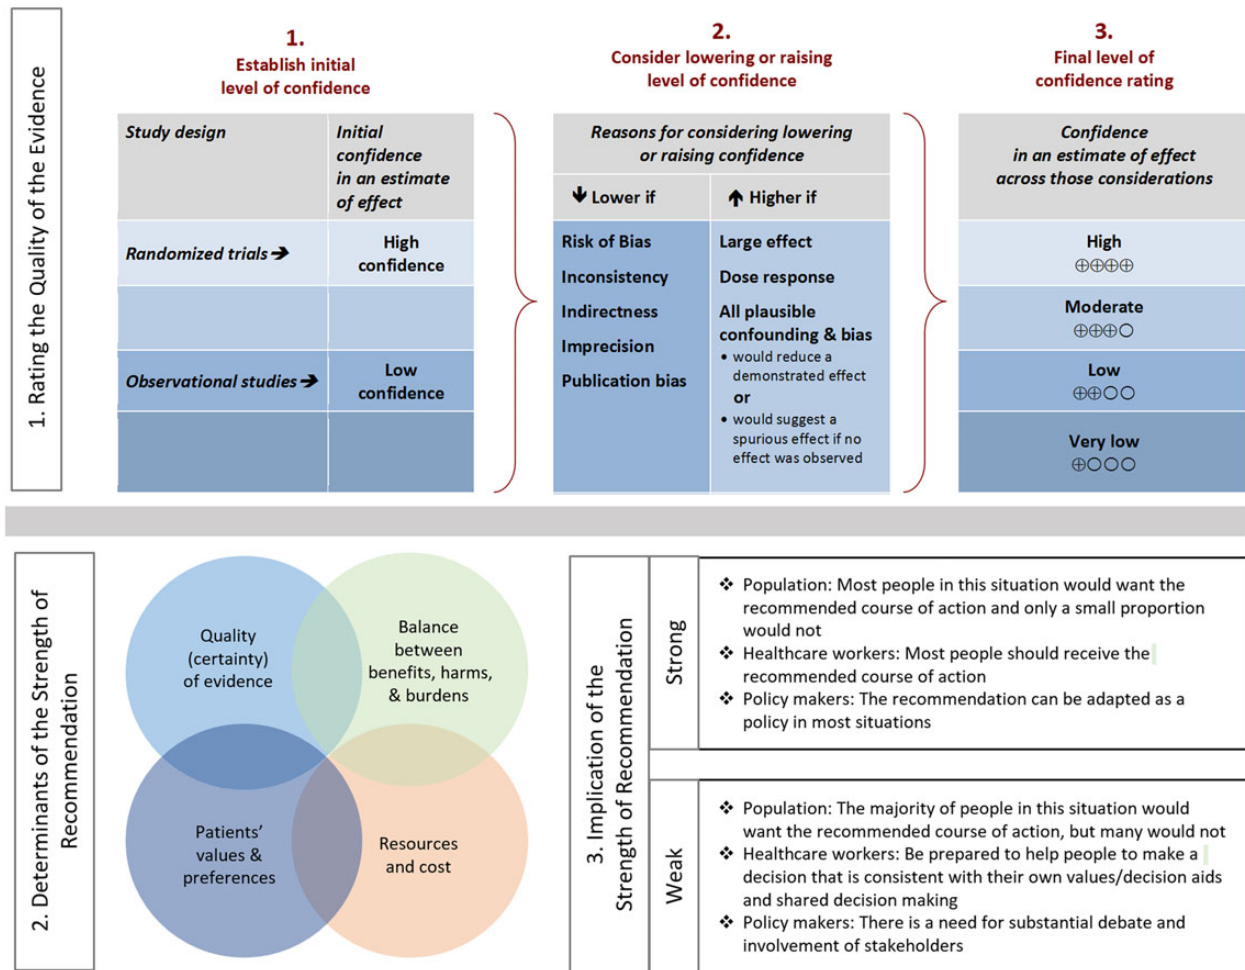 1. Rating the Quality of the Evidence
1.
Establish initial
level of confidence
2.
Consider lowering or raising
level of confidence
3.
Final level of
confidence rating
Study design
Initial
confidence
in an estimate
of effect
Randomized trials ➔
High
confidence
Observational studies ➔
Low
confidence
Reasons for considering lowering
or raising confidence
🡻 Lower if
🡹 Higher if
Risk of Bias
Inconsistency
Indirectness
Imprecision
Publication bias
Large effect
Dose response
All plausible
confounding & bias
• would reduce a
demonstrated effect
or
• would suggest a
spurious effect if no
effect was observed
Confidence
in an estimate of effect
across those considerations
High
⊕⊕⊕⊕
Moderate
⊕⊕⊕○
Low
⊕⊕○○
Very low
⊕○○○
2. Determinants of the Strength of
Recommendation
Quality
(certainty)
of evidence
Balance
between
benefits, harms,
& burdens
Patients’
values &
preferences
Resources
and cost
3. Implication of the
Strength of Recommendation
Strong
❖ Population: Most people in this situation would want the
recommended course of action and only a small proportion
would not
❖ Healthcare workers: Most people should receive the
recommended course of action
❖ Policy makers: The recommendation can be adapted as a
policy in most situations
Weak
❖ Population: The majority of people in this situation would
want the recommended course of action, but many would not
❖ Healthcare workers: Be prepared to help people to make a
decision that is consistent with their own values/decision aids
and shared decision making
❖ Policy makers: There is a need for substantial debate and
involvement of stakeholders